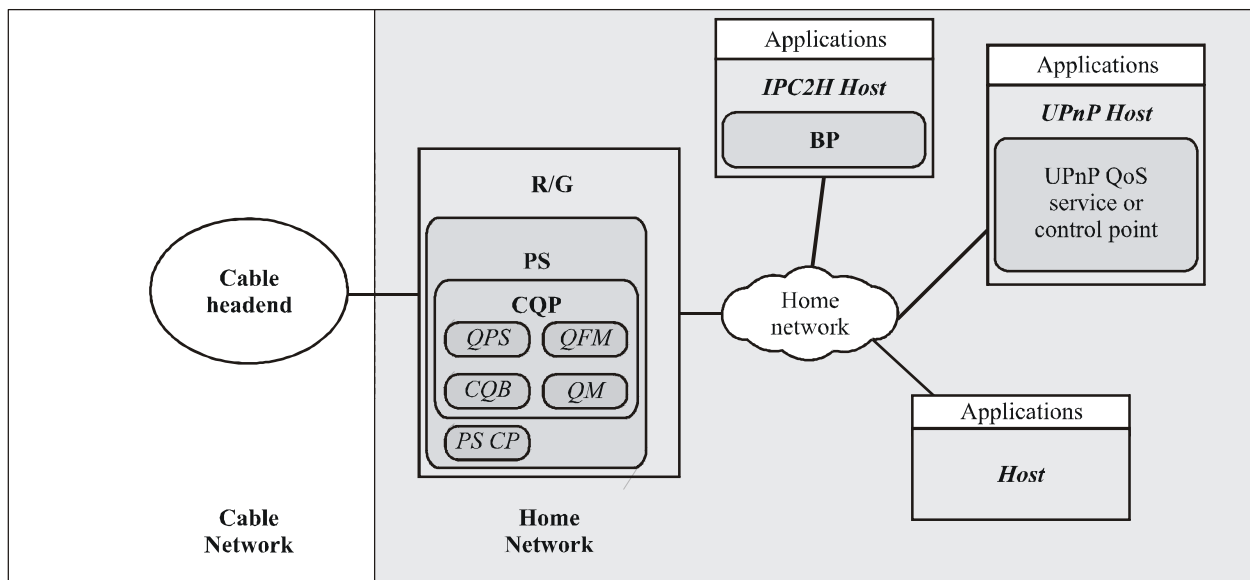 Cable
headend
Cable
Network
R/G
PS
CQP
QPS
QFM
CQB
QM
PS CP
Home
Network
Applications
IPC2H Host
BP
Home
network
Applications
UPnP Host
UPnP QoS
service or
control point
Applications
Host